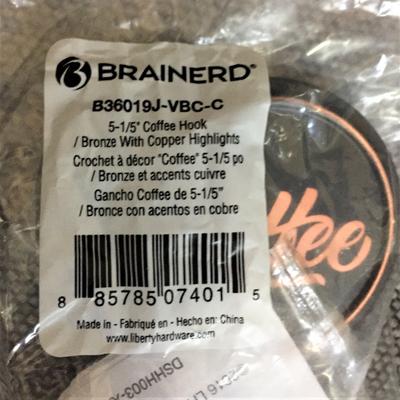 BRAINERD®
B36019J-VBC-C
5-1/5" Coffee Hook
/ Bronze With Copper Highlights
Crochet à décor "Coffee" 5-1/5 po
/ Bronze et accents cuivre
Gancho Coffee de 5-1/5"
/ Bronce con acentos en cobre
8 85785 07401 5
Made in - Fabriqué en - Hecho en: China
www.libertyhardware.com